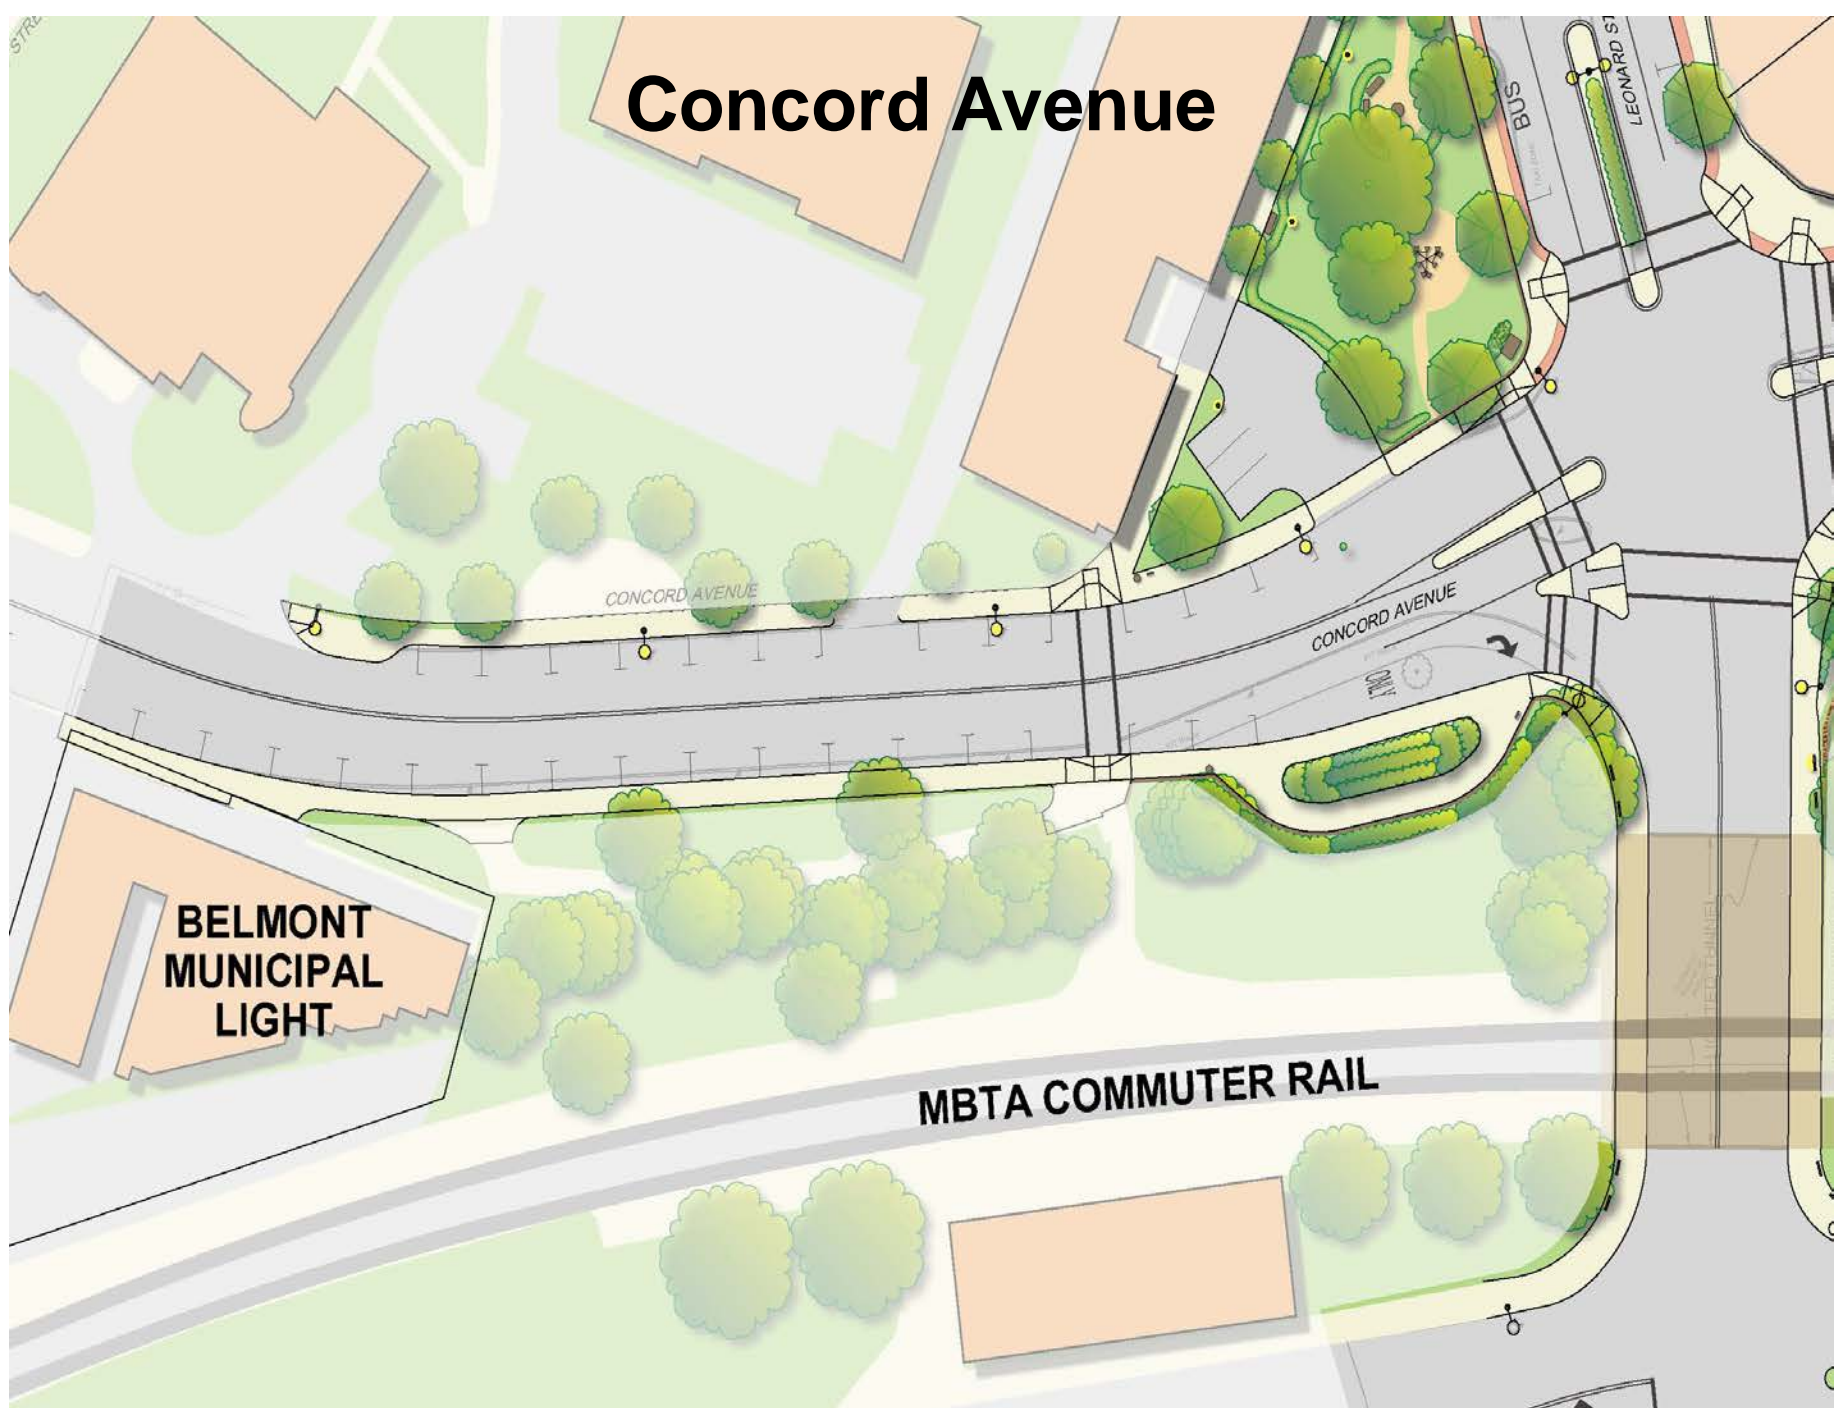 Concord Avenue
LEONARD ST
BUS
CONCORD AVENUE
CONCORD AVENUE
ONLY
BELMONT
MUNICIPAL
LIGHT
MBTA COMMUTER RAIL